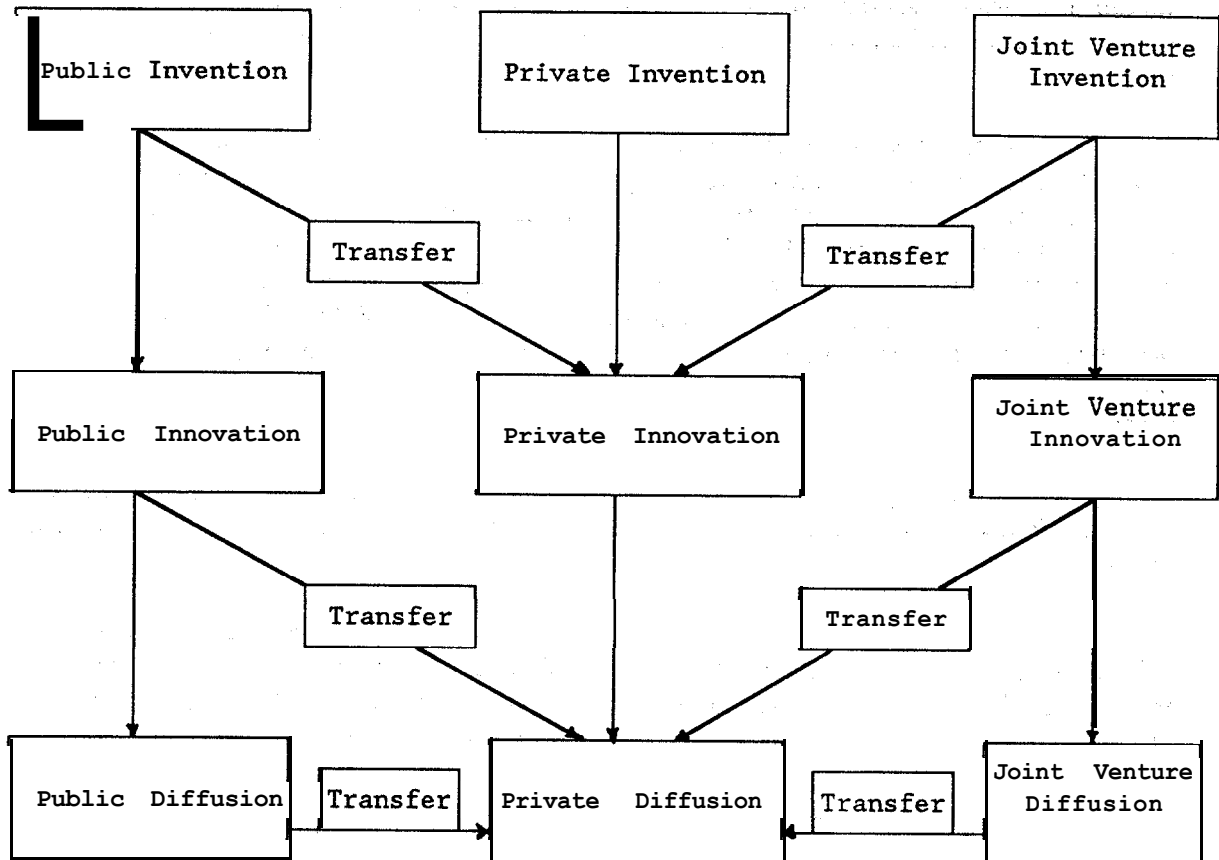 Public Invention
Private Invention
Joint Venture
Invention
Transfer
Transfer
Public Innovation
Private Innovation
Joint Venture
Innovation
Transfer
Transfer
Public Diffusion
Transfer
Private Diffusion
Transfer
Joint Venture
Diffusion